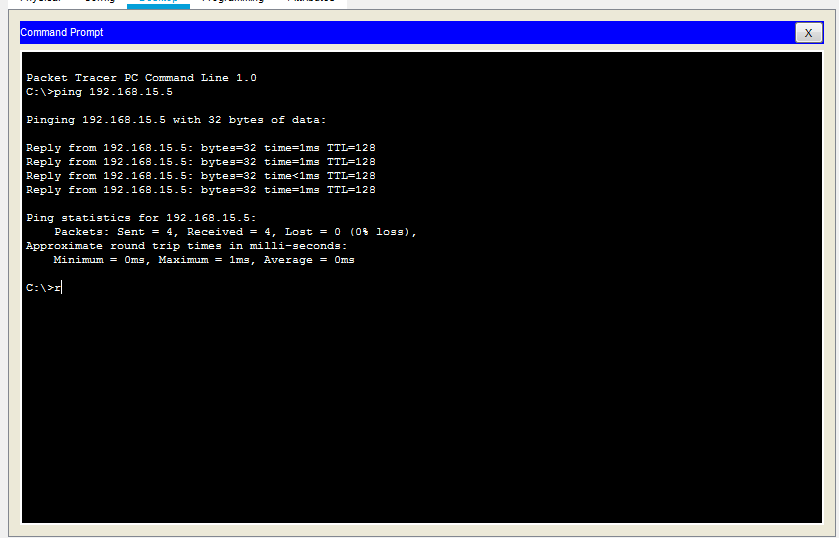 Command Prompt
X
Packet Tracer PC Command Line 1.0
C:\>ping 192.168.15.5
Pinging 192.168.15.5 with 32 bytes of data:
Reply from 192.168.15.5: bytes=32 time=1ms TTL=128
Reply from 192.168.15.5: bytes=32 time=1ms TTL=128
Reply from 192.168.15.5: bytes=32 time<1ms TTL=128
Reply from 192.168.15.5: bytes=32 time=1ms TTL=128
Ping statistics for 192.168.15.5:
Packets: Sent = 4, Received = 4, Lost = 0 (0% loss),
Approximate round trip times in milli-seconds:
Minimum = 0ms, Maximum = 1ms, Average = 0ms
C:\>r